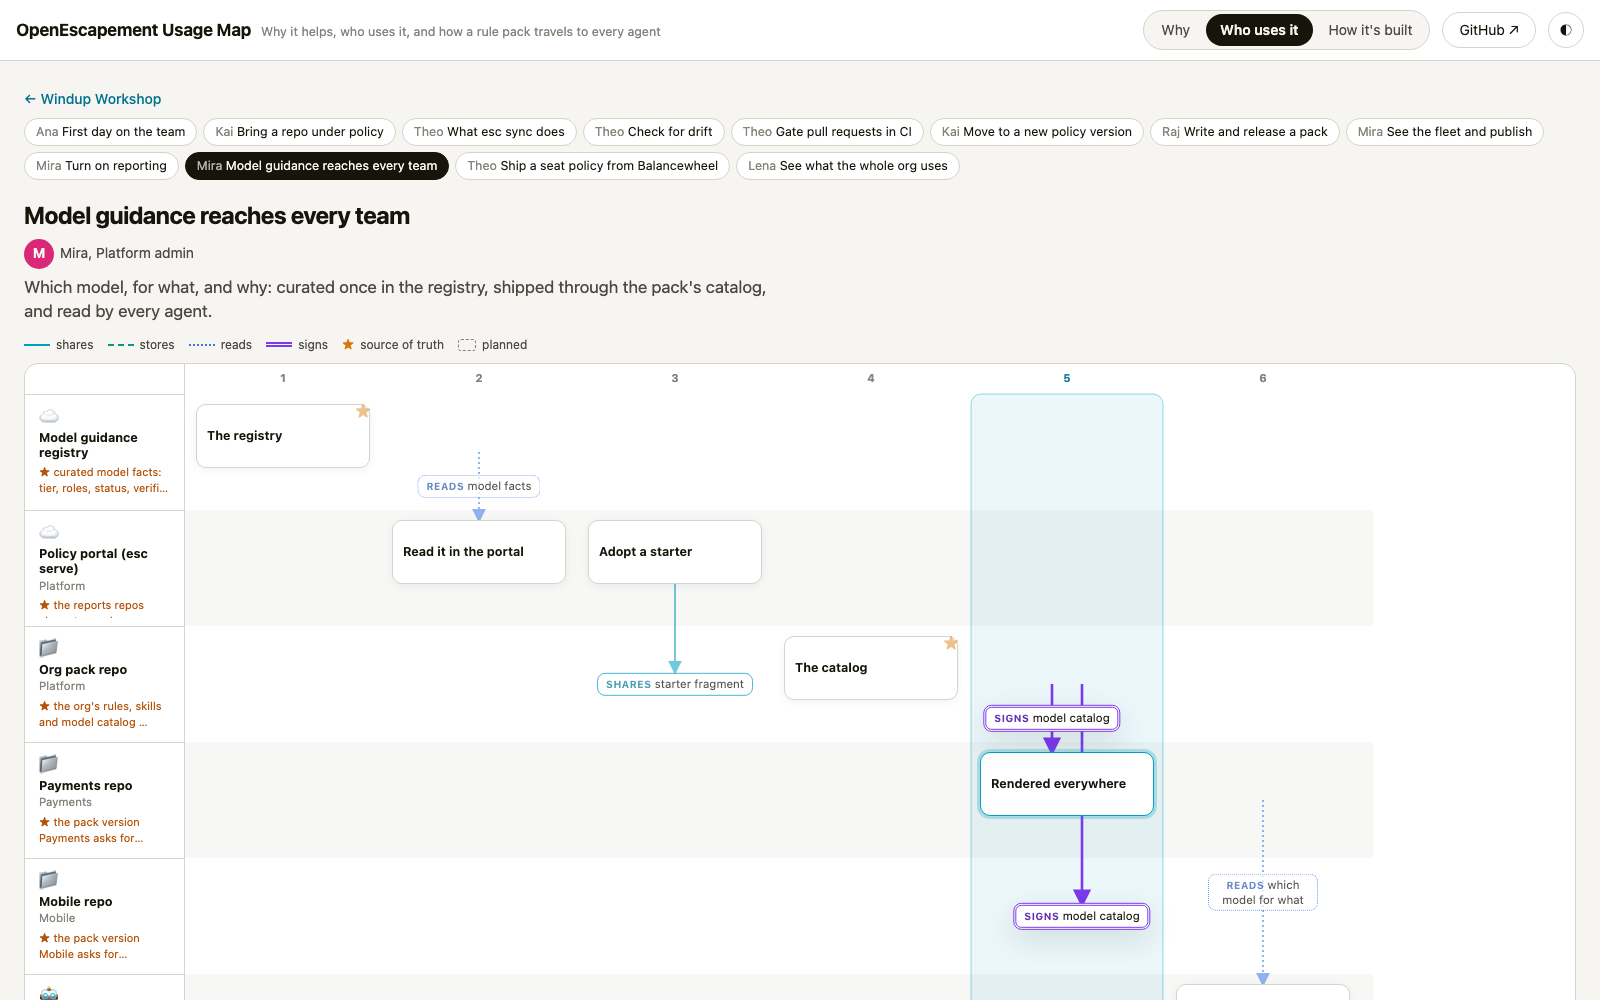 OpenEscapement Usage Map Why it helps, who uses it, and how a rule pack travels to every agent
Why Who uses it How it's built GitHub ↗
← Windup Workshop
Ana First day on the team Kai Bring a repo under policy Theo What esc sync does Theo Check for drift Theo Gate pull requests in CI Kai Move to a new policy version Raj Write and release a pack Mira See the fleet and publish
Mira Turn on reporting Mira Model guidance reaches every team Theo Ship a seat policy from Balancewheel Lena See what the whole org uses
Model guidance reaches every team
M Mira, Platform admin
Which model, for what, and why: curated once in the registry, shipped through the pack's catalog,
and read by every agent.
shares stores reads signs ★ source of truth planned
1 2 3 4 5 6
Model guidance
registry
★ curated model facts:
tier, roles, status, verifi...
The registry
READS model facts
Policy portal (esc
serve)
Platform
★ the reports repos
Read it in the portal
Adopt a starter
SHARES starter fragment
Org pack repo
Platform
★ the org's rules, skills
and model catalog ...
The catalog
SIGNS model catalog
Payments repo
Payments
★ the pack version
Payments asks for...
Rendered everywhere
Mobile repo
Mobile
★ the pack version
Mobile asks for...
SIGNS model catalog
READS which
model for what